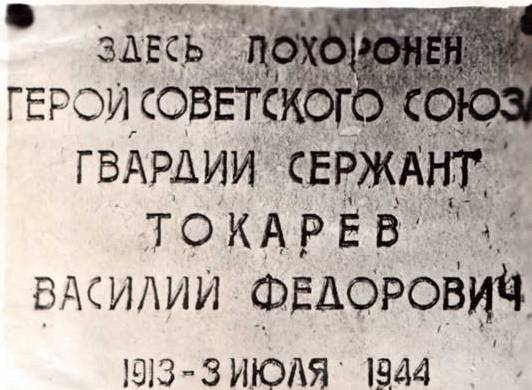 ЗДЕСЬ ПОХОРОНЕН
ГЕРОЙ СОВЕТСКОГО СОЮЗА
ГВАРДИИ СЕРЖАНТ
ТОКАРЕВ
ВАСИЛИЙ ФЕДОРОВИЧ
1913-3 ИЮЛЯ 1944